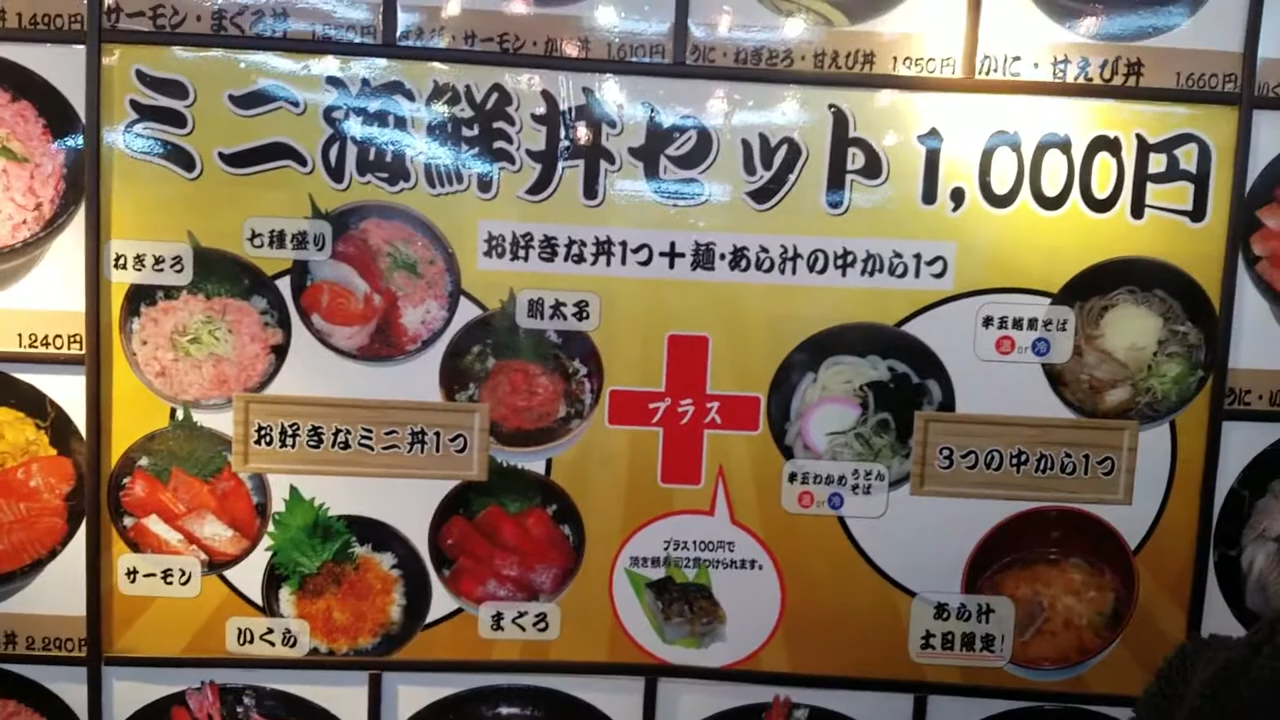 1,490円
サーモン・まぐろ丼
サーモン・かに丼 1,610円
うに・ねぎとろ・甘えび丼 1,950円
かに・甘えび丼 1,660円
ミニ海鮮丼セット 1,000円
お好きな丼1つ＋麺・あら汁の中から1つ
七種盛り
ねぎとろ
明太子
お好きなミニ丼1つ
サーモン
いくら
まぐろ
プラス
プラス100円で
焼き鯖寿司2貫つけられます。
半玉越前そば
温 or 冷
半玉わかめ うどん
そば
温 or 冷
3つの中から1つ
あら汁
土日限定!
1,240円
丼 2,290円